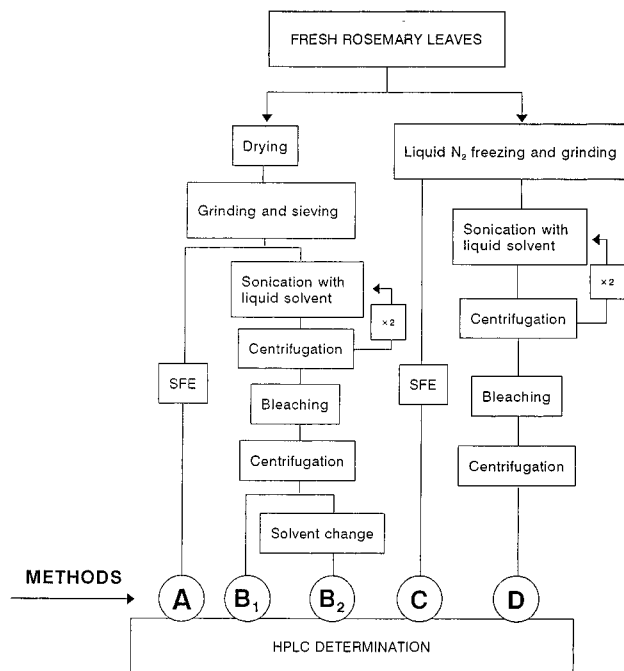 FRESH ROSEMARY LEAVES
Drying
Liquid N₂ freezing and grinding
Grinding and sieving
Sonication with
liquid solvent
Sonication with
liquid solvent
×2
×2
Centrifugation
Centrifugation
SFE
SFE
Bleaching
Bleaching
Centrifugation
Centrifugation
Solvent change
METHODS
A
B₁
B₂
C
D
HPLC DETERMINATION